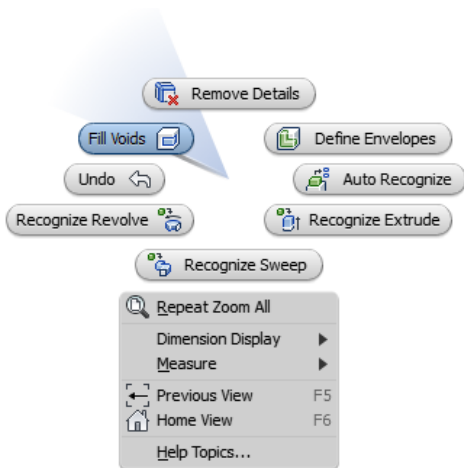 Remove Details
Fill Voids
Define Envelopes
Undo
Auto Recognize
Recognize Revolve
Recognize Extrude
Recognize Sweep
Repeat Zoom All
Dimension Display
Measure
Previous View F5
Home View F6
Help Topics...